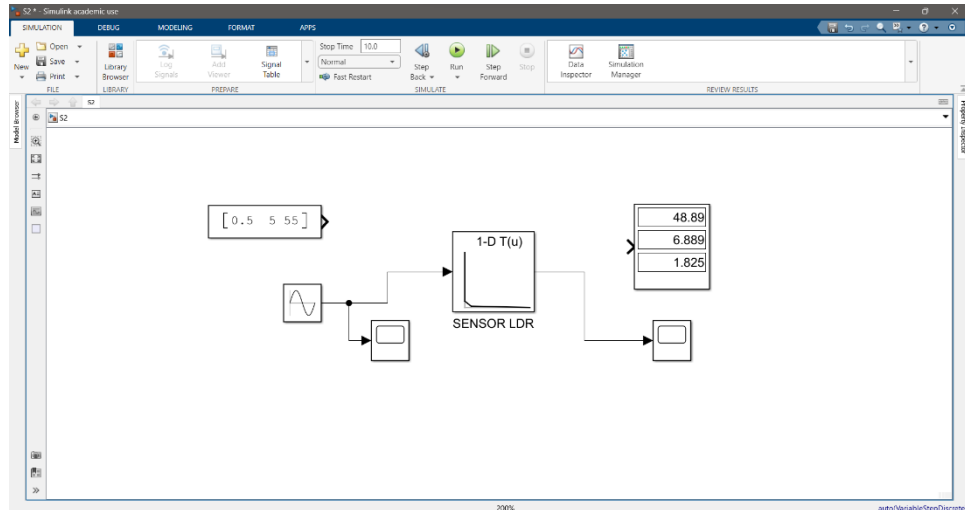 S2 * - Simulink academic use
SIMULATION DEBUG MODELING FORMAT APPS
New
Open
Save
Print
FILE
Library Browser
LIBRARY
Log Signals
Add Viewer
Signal Table
PREPARE
Stop Time 10.0
Normal
Fast Restart
Step Back
Run
Step Forward
Stop
SIMULATE
Data Inspector
Simulation Manager
REVIEW RESULTS
Model Browser
S2
S2
Property Inspector
[0.5 5 55]
1-D T(u)
SENSOR LDR
48.89
6.889
1.825
200%
auto(VariableStepDiscrete